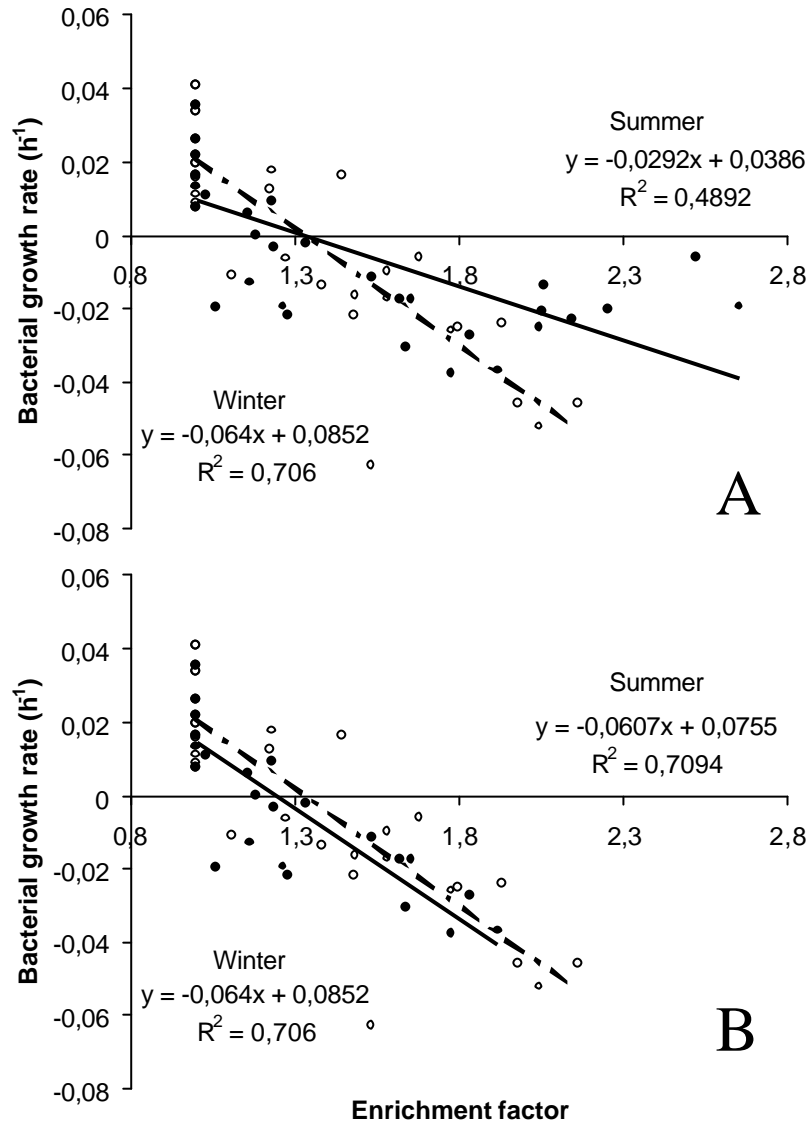 0,06
0,04
0,02
0
-0,02
-0,04
-0,06
-0,08
Bacterial growth rate (h-1)
0,8
1,3
1,8
2,3
2,8
Summer
y = -0,0292x + 0,0386
R2 = 0,4892
Winter
y = -0,064x + 0,0852
R2 = 0,706
A
0,06
0,04
0,02
0
-0,02
-0,04
-0,06
-0,08
Bacterial growth rate (h-1)
0,8
1,3
1,8
2,3
2,8
Summer
y = -0,0607x + 0,0755
R2 = 0,7094
Winter
y = -0,064x + 0,0852
R2 = 0,706
B
Enrichment factor